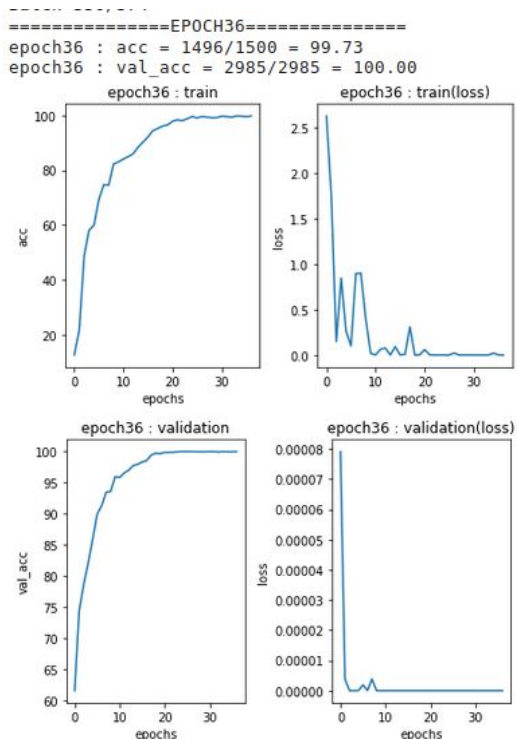 ===============EPOCH36===============
epoch36 : acc = 1496/1500 = 99.73
epoch36 : val_acc = 2985/2985 = 100.00
epoch36 : train
acc
100
80
60
40
20
0 10 20 30
epochs
epoch36 : train(loss)
loss
2.5
2.0
1.5
1.0
0.5
0.0
0 10 20 30
epochs
epoch36 : validation
val_acc
100
95
90
85
80
75
70
65
60
0 10 20 30
epochs
epoch36 : validation(loss)
loss
0.00008
0.00007
0.00006
0.00005
0.00004
0.00003
0.00002
0.00001
0.00000
0 10 20 30
epochs